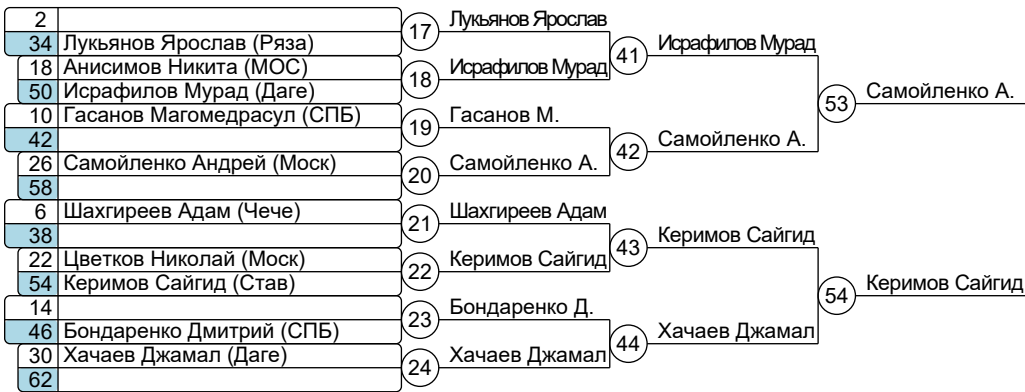 2
34 Лукьянов Ярослав (Ряза)
18 Анисимов Никита (МОС)
50 Исрафилов Мурад (Даге)
10 Гасанов Магомедрасул (СПБ)
42
26 Самойленко Андрей (Моск)
58
6 Шахгиреев Адам (Чече)
38
22 Цветков Николай (Моск)
54 Керимов Сайгид (Став)
14
46 Бондаренко Дмитрий (СПБ)
30 Хачаев Джамал (Даге)
62
17 Лукьянов Ярослав
18 Исрафилов Мурад
19 Гасанов М.
20 Самойленко А.
21 Шахгиреев Адам
22 Керимов Сайгид
23 Бондаренко Д.
24 Хачаев Джамал
41 Исрафилов Мурад
42 Самойленко А.
43 Керимов Сайгид
44 Хачаев Джамал
53 Самойленко А.
54 Керимов Сайгид